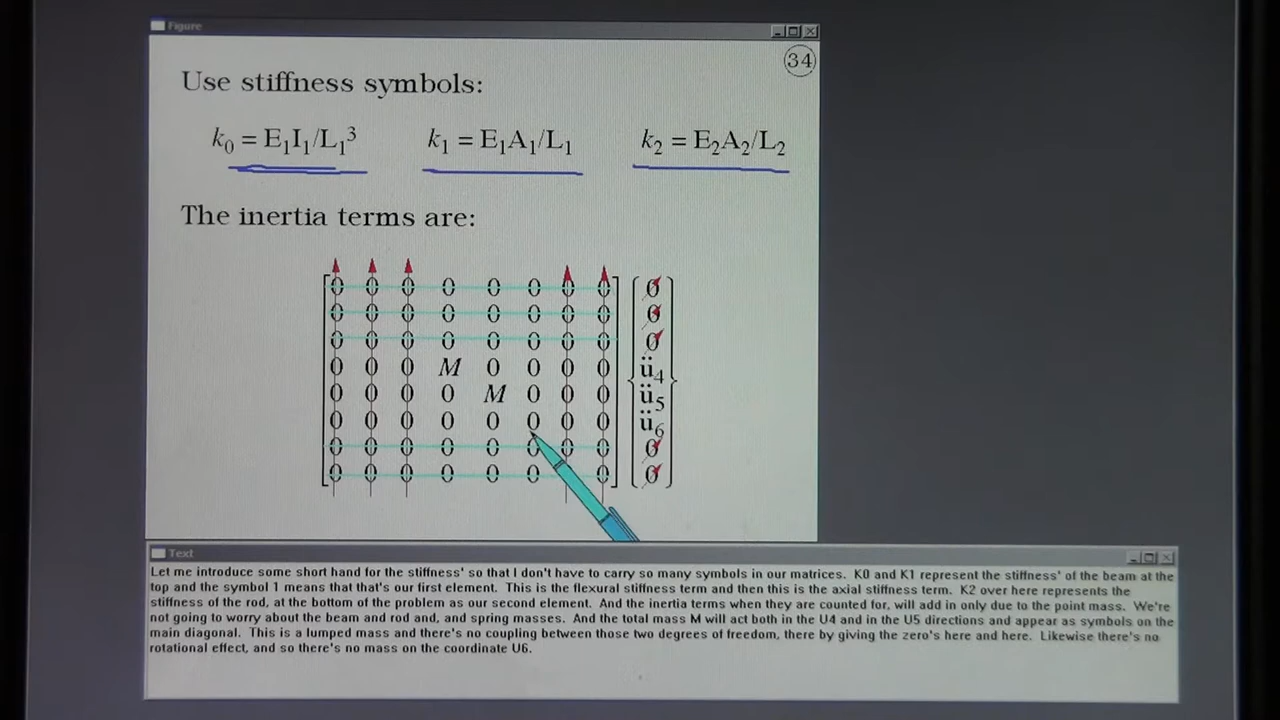 Figure
34
Use stiffness symbols:
k₀ = E₁I₁/L₁³ k₁ = E₁A₁/L₁ k₂ = E₂A₂/L₂
The inertia terms are:
0 0 0 0 0 0 0 0 0
0 0 0 0 0 0 0 0 0
0 0 0 0 0 0 0 0 0
0 0 0 M 0 0 0 0 ü₄
0 0 0 0 M 0 0 0 ü₅
0 0 0 0 0 0 0 0 ü₆
0 0 0 0 0 0 0 0 0
0 0 0 0 0 0 0 0 0
Text
Let me introduce some short hand for the stiffness' so that I don't have to carry so many symbols in our matrices. K0 and K1 represent the stiffness' of the beam at the
top and the symbol 1 means that that's our first element. This is the flexural stiffness term and then this is the axial stiffness term. K2 over here represents the
stiffness of the rod, at the bottom of the problem as our second element. And the inertia terms when they are counted for, will add in only due to the point mass. We're
not going to worry about the beam and rod and, and spring masses. And the total mass M will act both in the U4 and in the U5 directions and appear as symbols on the
main diagonal. This is a lumped mass and there's no coupling between those two degrees of freedom, there by giving the zero's here and here. Likewise there's no
rotational effect, and so there's no mass on the coordinate U6.